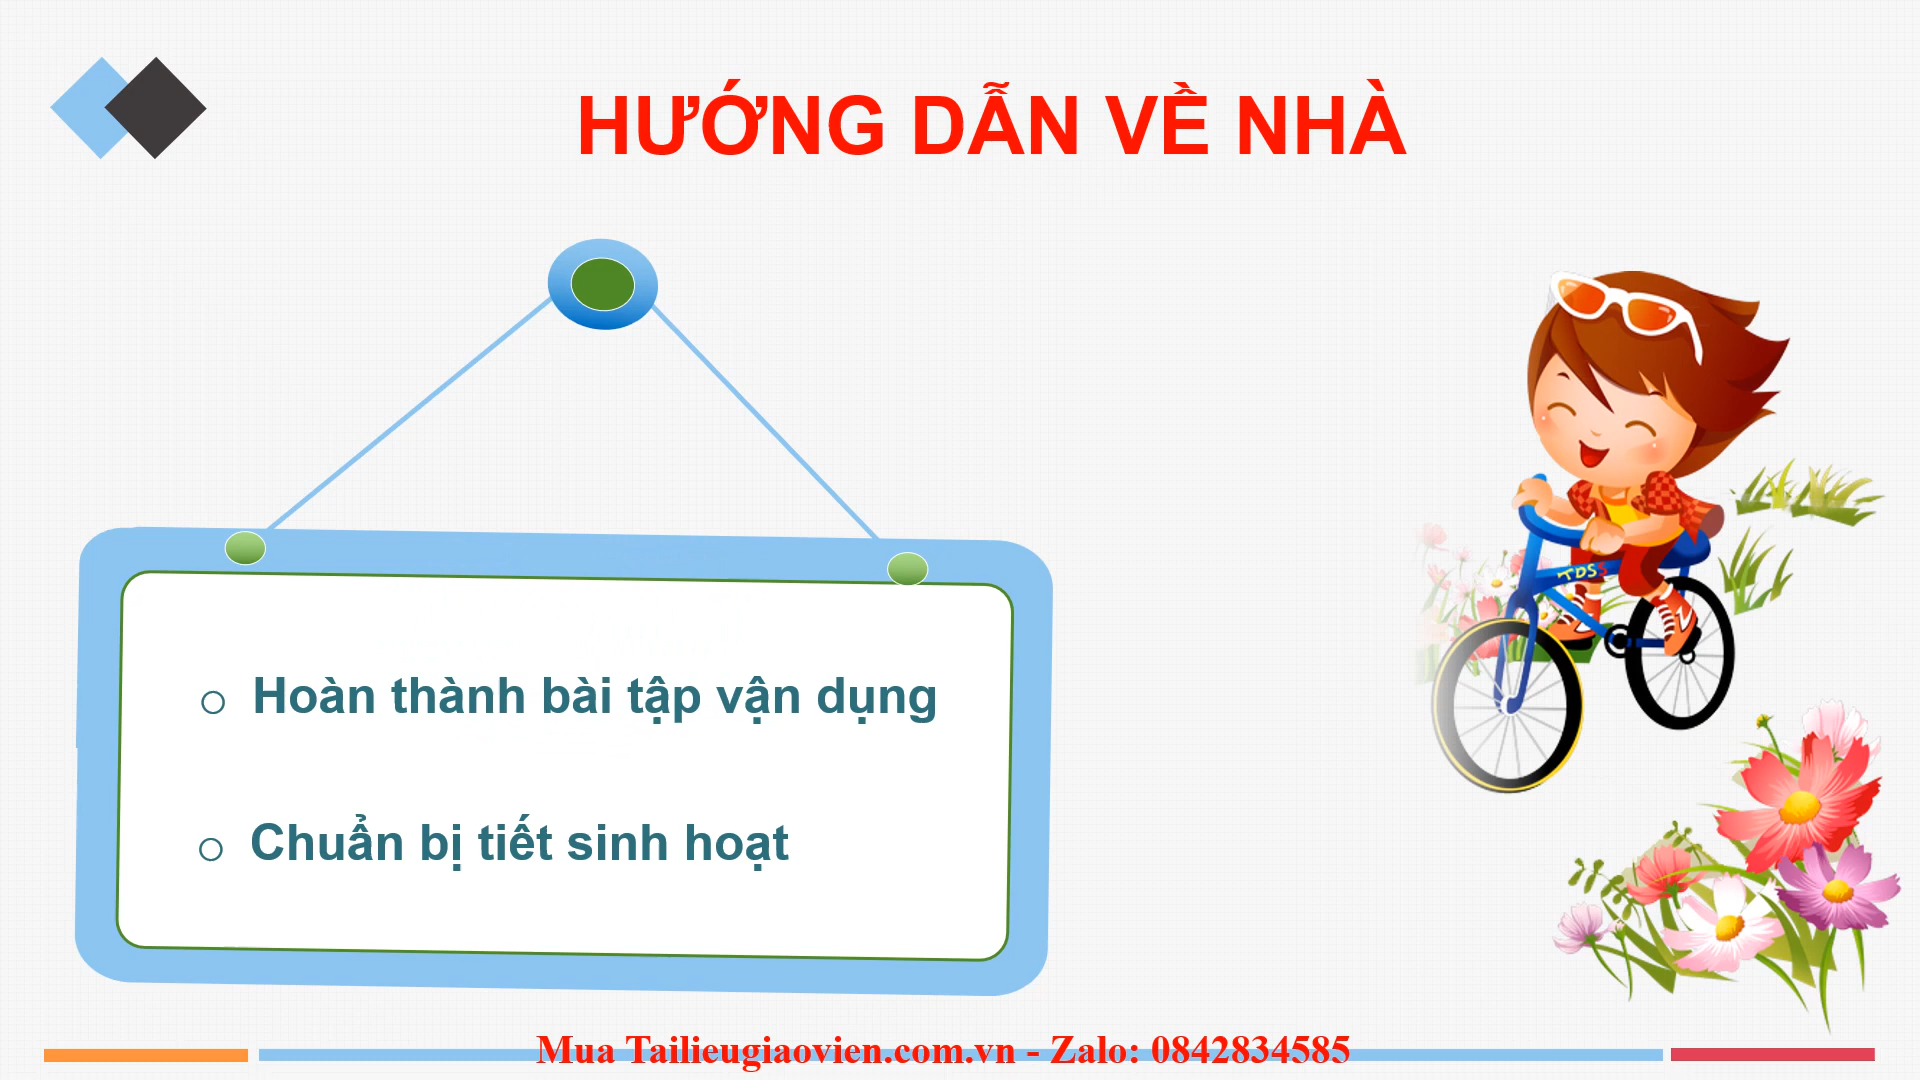 HƯỚNG DẪN VỀ NHÀ
TDSS
o Hoàn thành bài tập vận dụng
o Chuẩn bị tiết sinh hoạt
Mua Tailieugiaovien.com.vn - Zalo: 0842834585